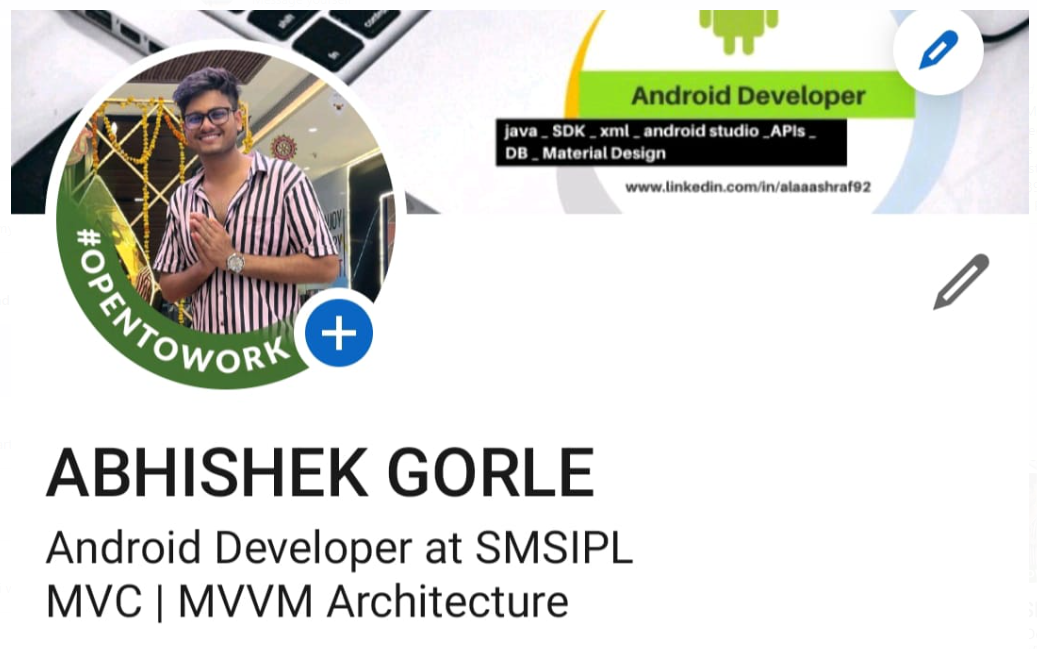 Android Developer
java _ SDK _ xml _ android studio _APIs _
DB _ Material Design
www.linkedin.com/in/alaaashraf92
#OPENTOWORK
ABHISHEK GORLE
Android Developer at SMSIPL
MVC | MVVM Architecture